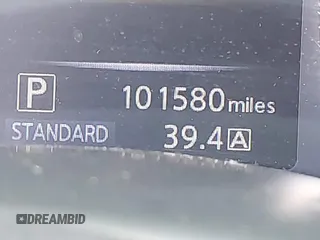 P 101580 miles
STANDARD 39.4 A
DREAMBID